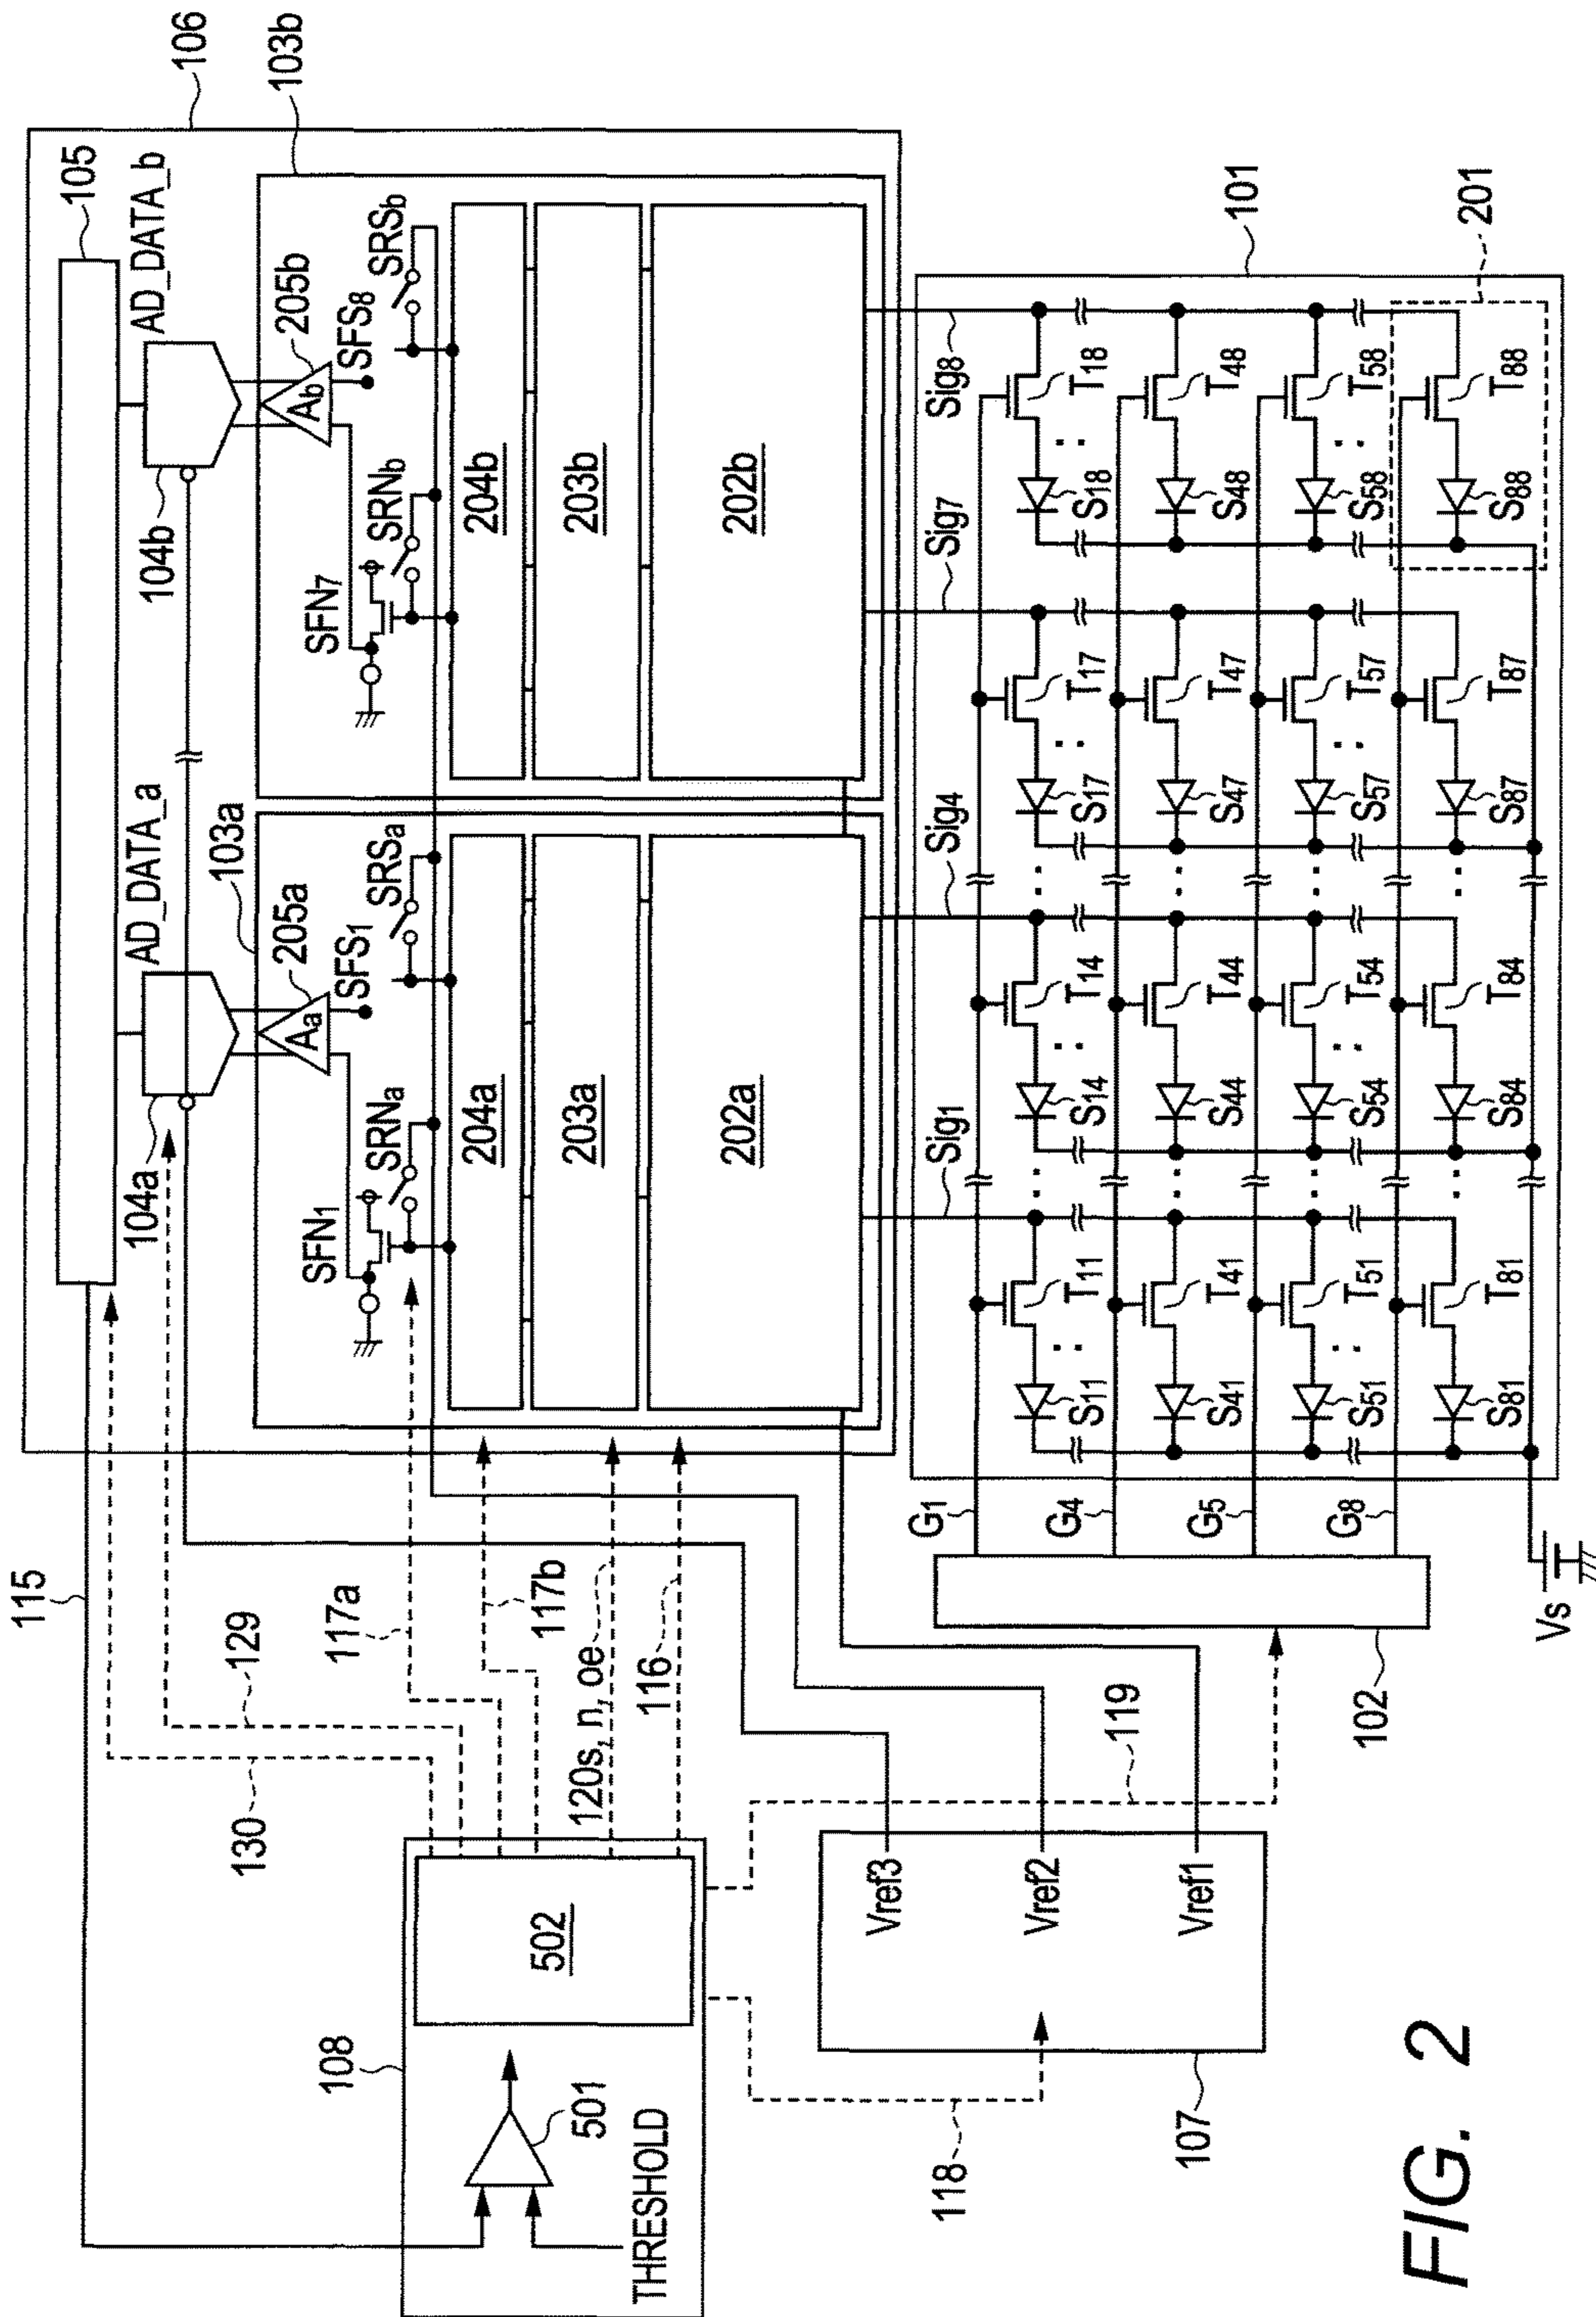 106
103b
105
AD_DATA_b
104b
205b
Ab
SFS8
SRSb
SRNb
SFN7
204b
203b
202b
AD_DATA_a
103a
104a
205a
Aa
SFS1
SRSa
SRNa
SFN1
204a
203a
202a
115
130
129
117a
117b
120s, n, oe
116
108
502
501
THRESHOLD
118
119
107
Vref3
Vref2
Vref1
102
Vs
101
201
Sig1
Sig4
Sig7
Sig8
G1
S11
T11
S14
T14
S17
T17
S18
T18
G4
S41
T41
S44
T44
S47
T47
S48
T48
G5
S51
T51
S54
T54
S57
T57
S58
T58
G8
S81
T81
S84
T84
S87
T87
S88
T88
FIG. 2